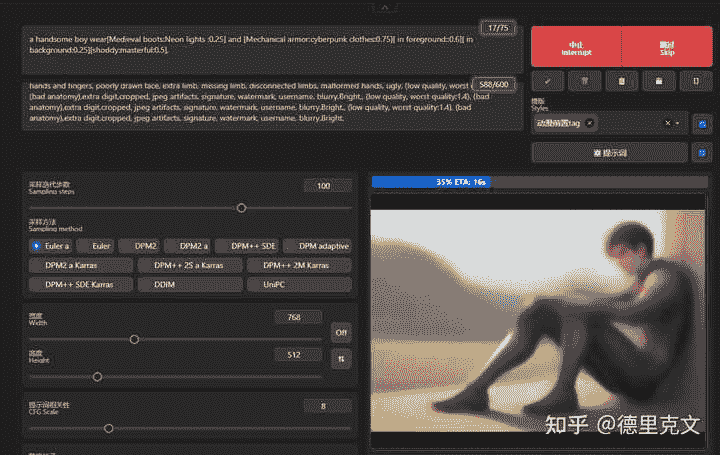 17/75
a handsome boy wear[Medieval boots:Neon lights :0.25] and [Mechanical armor:cyberpunk clothes:0.75][ in foreground::0.6][ in
background:0.25][shoddy:masterful:0.5],
588/600
hands and fingers, poorly drawn face, extra limb, missing limb, disconnected limbs, malformed hands, ugly, (low quality, worst
(bad anatomy),extra digit,cropped, jpeg artifacts, signature, watermark, username, blurry,Bright,, (low quality, worst quality:1.4), (bad
anatomy),extra digit,cropped, jpeg artifacts, signature, watermark, username, blurry,Bright,, (low quality, worst quality:1.4), (bad
anatomy),extra digit,cropped, jpeg artifacts, signature, watermark, username, blurry,Bright,
中止
Interrupt
跳过
Skip
模版
Styles
动漫前置tag
提示词
采样迭代步数
Sampling steps
100
采样方法
Sampling method
Euler a
Euler
DPM2
DPM2 a
DPM++ SDE
DPM adaptive
DPM2 a Karras
DPM++ 2S a Karras
DPM++ 2M Karras
DPM++ SDE Karras
DDIM
UniPC
宽度
Width
768
Off
高度
Height
512
提示词相关性
CFG Scale
8
35% ETA: 16s
知乎 @德里克文